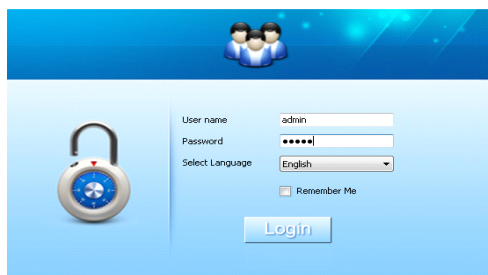 User name admin
Password ●●●●●
Select Language English
Remember Me
Login